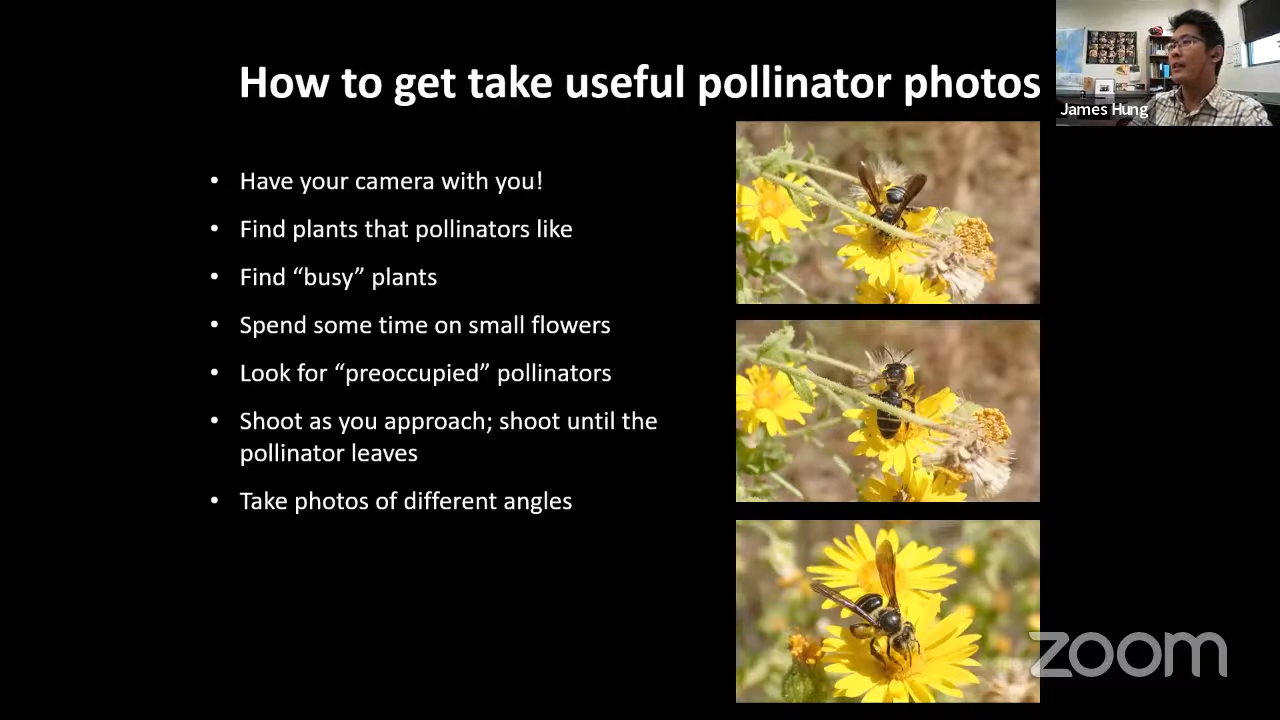 How to get take useful pollinator photos
James Hung
• Have your camera with you!
• Find plants that pollinators like
• Find “busy” plants
• Spend some time on small flowers
• Look for “preoccupied” pollinators
• Shoot as you approach; shoot until the
pollinator leaves
• Take photos of different angles
zoom